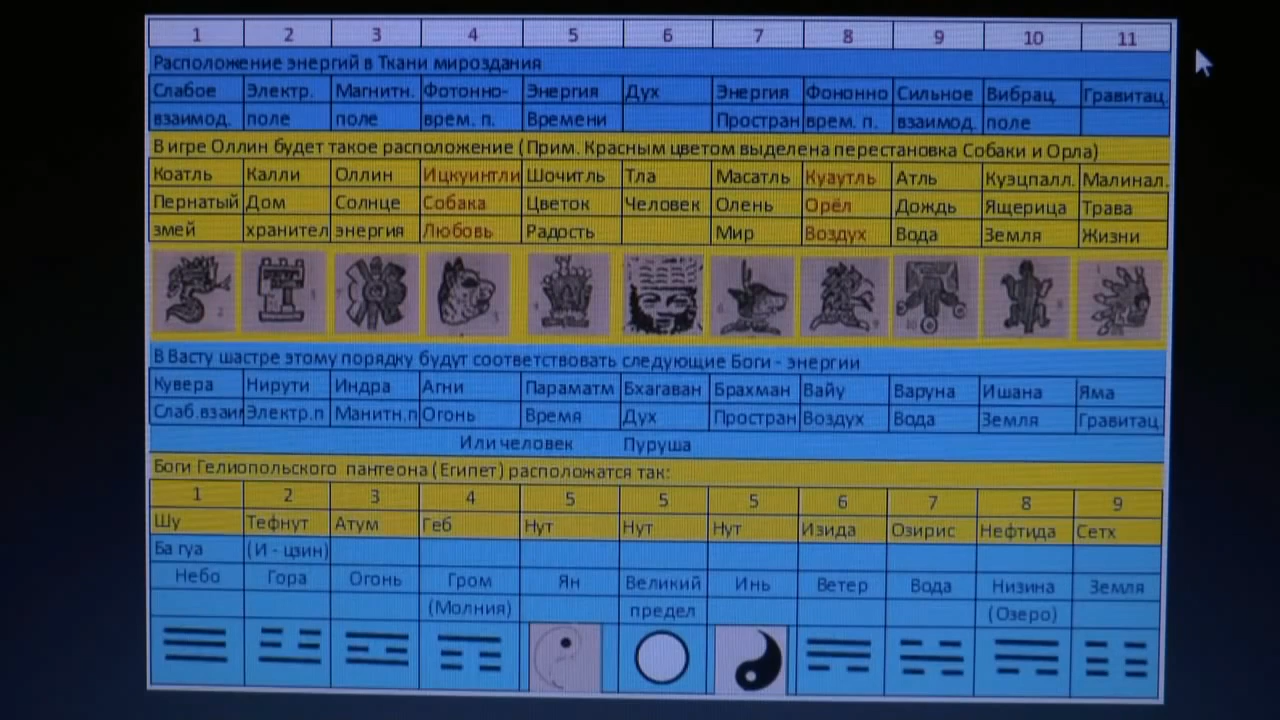 1 2 3 4 5 6 7 8 9 10 11
Расположение энергий в Ткани мироздания
Слабое Электр. Магнитн. Фотонно- Энергия Дух Энергия Фононно Сильное Вибрац Гравитац.
взаимод. поле поле врем. п. Времени Простран врем. п. взаимод. поле
В игре Оллин будет такое расположение (Прим. Красным цветом выделена перестановка Собаки и Орла)
Коатль Калли Оллин Ицкуинтли Шочитль Тла Масатль Куаутль Атль Куэцпалл. Малинал.
Пернатый Дом Солнце Собака Цветок Человек Олень Орёл Дождь Ящерица Трава
змей хранител энергия Любовь Радость Мир Воздух Вода Земля Жизни
В Васту шастре этому порядку будут соответствовать следующие Боги - энергии
Кувера Нирути Индра Агни Параматм Бхагаван Брахман Вайу Варуна Ишана Яма
Слаб.взаим Электр.п Манитн.п Огонь Время Дух Простран Воздух Вода Земля Гравитац.
Или человек Пуруша
Боги Гелиопольского пантеона (Египет) расположатся так:
1 2 3 4 5 5 5 6 7 8 9
Шу Тефнут Атум Геб Нут Нут Нут Изида Озирис Нефтида Сетх
Ба гуа (И - цзин)
Небо Гора Огонь Гром Ян Великий Инь Ветер Вода Низина Земля
(Молния) предел (Озеро)